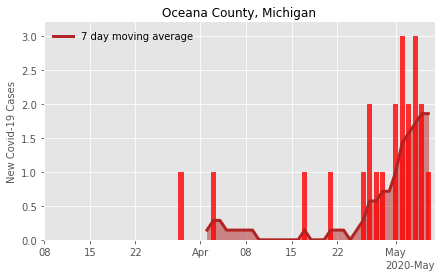 Oceana County, Michigan
7 day moving average
New Covid-19 Cases
3.0
2.5
2.0
1.5
1.0
0.5
0.0
08 15 22 Apr 08 15 22 May
2020-May